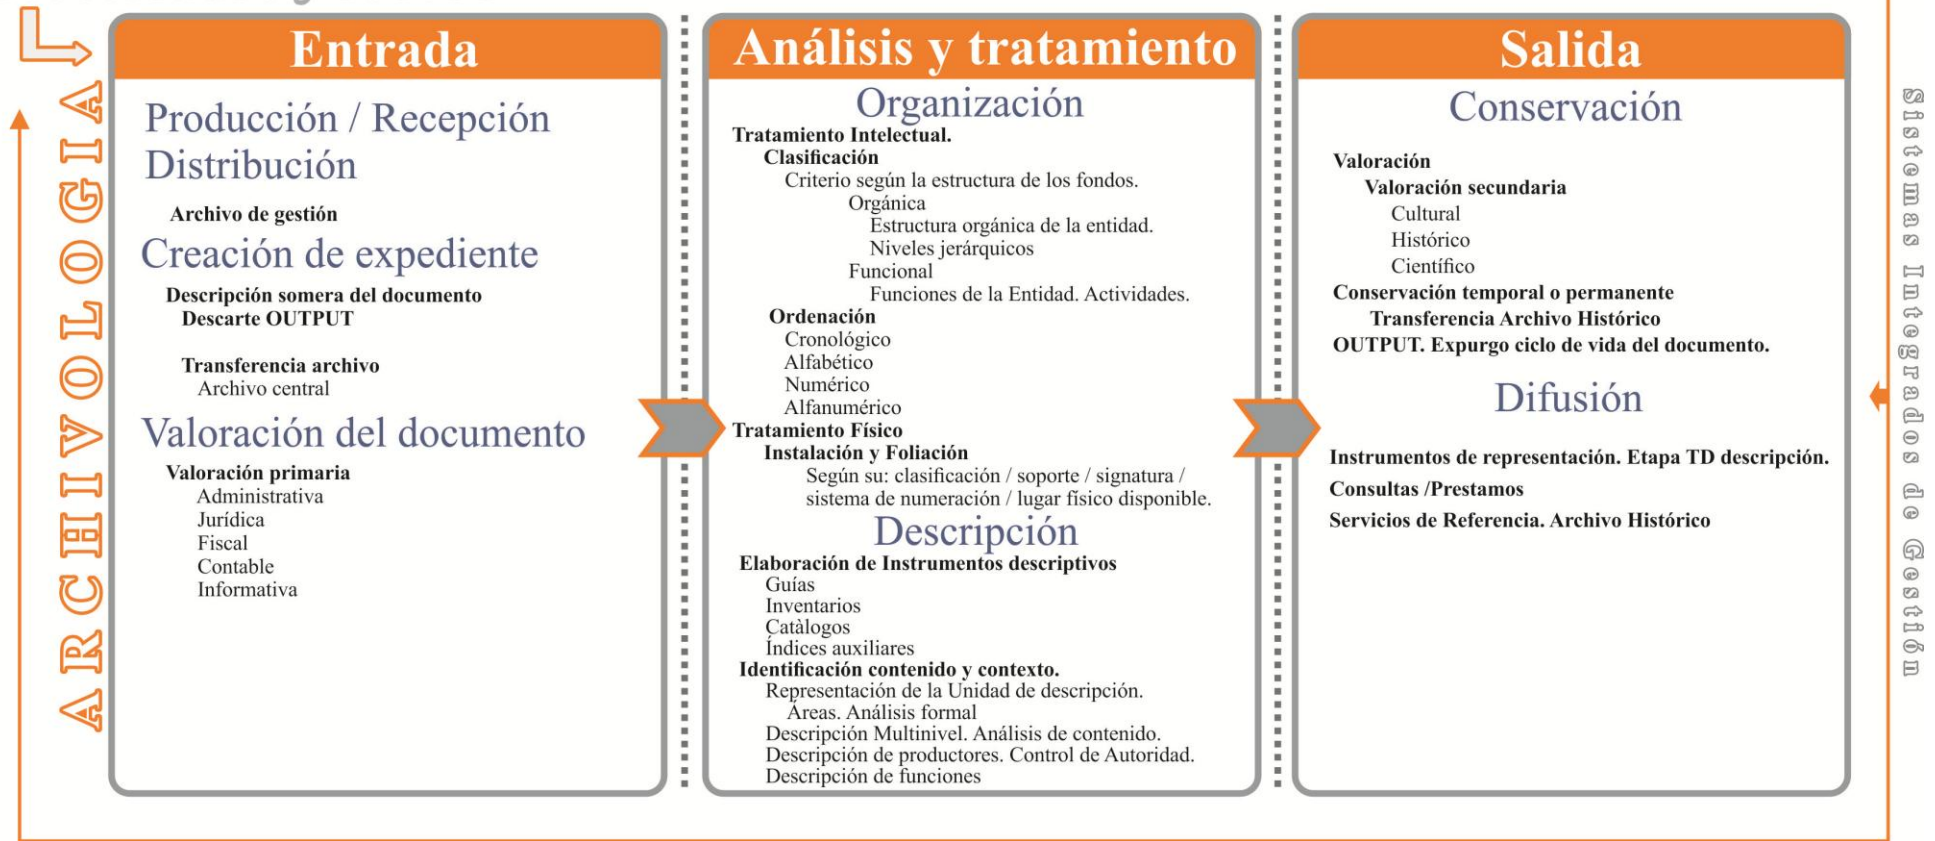 ARCHIVOLOGIA
Entrada
Producción / Recepción
Distribución
Archivo de gestión
Creación de expediente
Descripción somera del documento
Descarte OUTPUT
Transferencia archivo
Archivo central
Valoración del documento
Valoración primaria
Administrativa
Jurídica
Fiscal
Contable
Informativa
Análisis y tratamiento
Organización
Tratamiento Intelectual.
Clasificación
Criterio según la estructura de los fondos.
Orgánica
Estructura orgánica de la entidad.
Niveles jerárquicos
Funcional
Funciones de la Entidad. Actividades.
Ordenación
Cronológico
Alfabético
Numérico
Alfanumérico
Tratamiento Físico
Instalación y Foliación
Según su: clasificación / soporte / signatura /
sistema de numeración / lugar físico disponible.
Descripción
Elaboración de Instrumentos descriptivos
Guías
Inventarios
Catàlogos
Índices auxiliares
Identificación contenido y contexto.
Representación de la Unidad de descripción.
Áreas. Análisis formal
Descripción Multinivel. Análisis de contenido.
Descripción de productores. Control de Autoridad.
Descripción de funciones
Salida
Conservación
Valoración
Valoración secundaria
Cultural
Histórico
Científico
Conservación temporal o permanente
Transferencia Archivo Histórico
OUTPUT. Expurgo ciclo de vida del documento.
Difusión
Instrumentos de representación. Etapa TD descripción.
Consultas /Prestamos
Servicios de Referencia. Archivo Histórico
Sistemas Integrados de Gestión